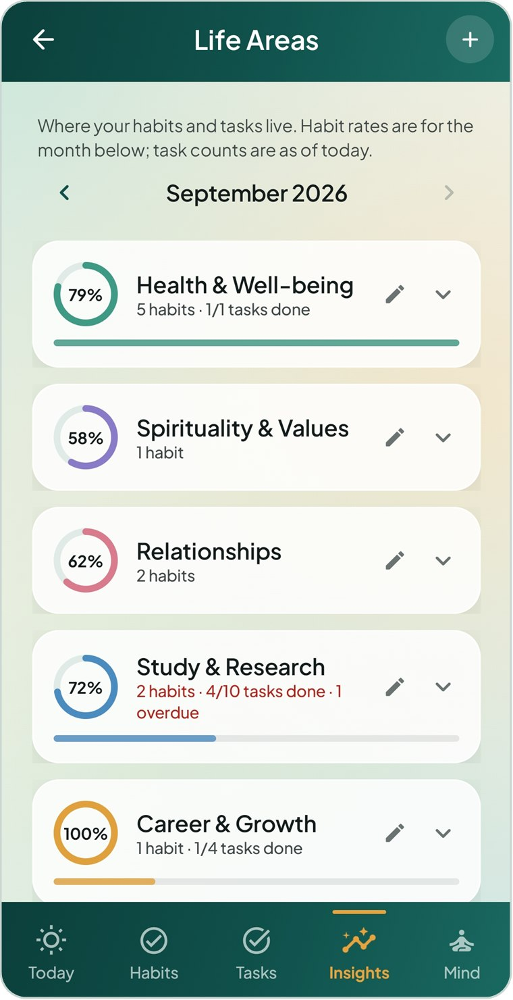 Life Areas
Where your habits and tasks live. Habit rates are for the
month below; task counts are as of today.
September 2026
79%
Health & Well-being
5 habits · 1/1 tasks done
58%
Spirituality & Values
1 habit
62%
Relationships
2 habits
72%
Study & Research
2 habits · 4/10 tasks done · 1
overdue
100%
Career & Growth
1 habit · 1/4 tasks done
Today
Habits
Tasks
Insights
Mind